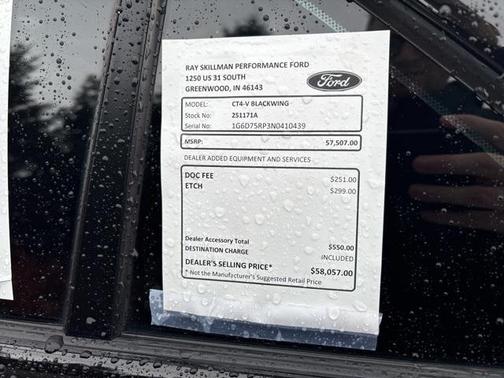 RAY SKILLMAN PERFORMANCE FORD
1250 US 31 SOUTH
GREENWOOD, IN 46143
Ford
MODEL: CT4-V BLACKWING
Stock No: 251171A
Serial No: 1G6D75RP3N0410439
MSRP: 57,507.00
DEALER ADDED EQUIPMENT AND SERVICES
DOC FEE $251.00
ETCH $299.00
Dealer Accessory Total $550.00
DESTINATION CHARGE INCLUDED
DEALER'S SELLING PRICE* $58,057.00
* Not the Manufacturer's Suggested Retail Price